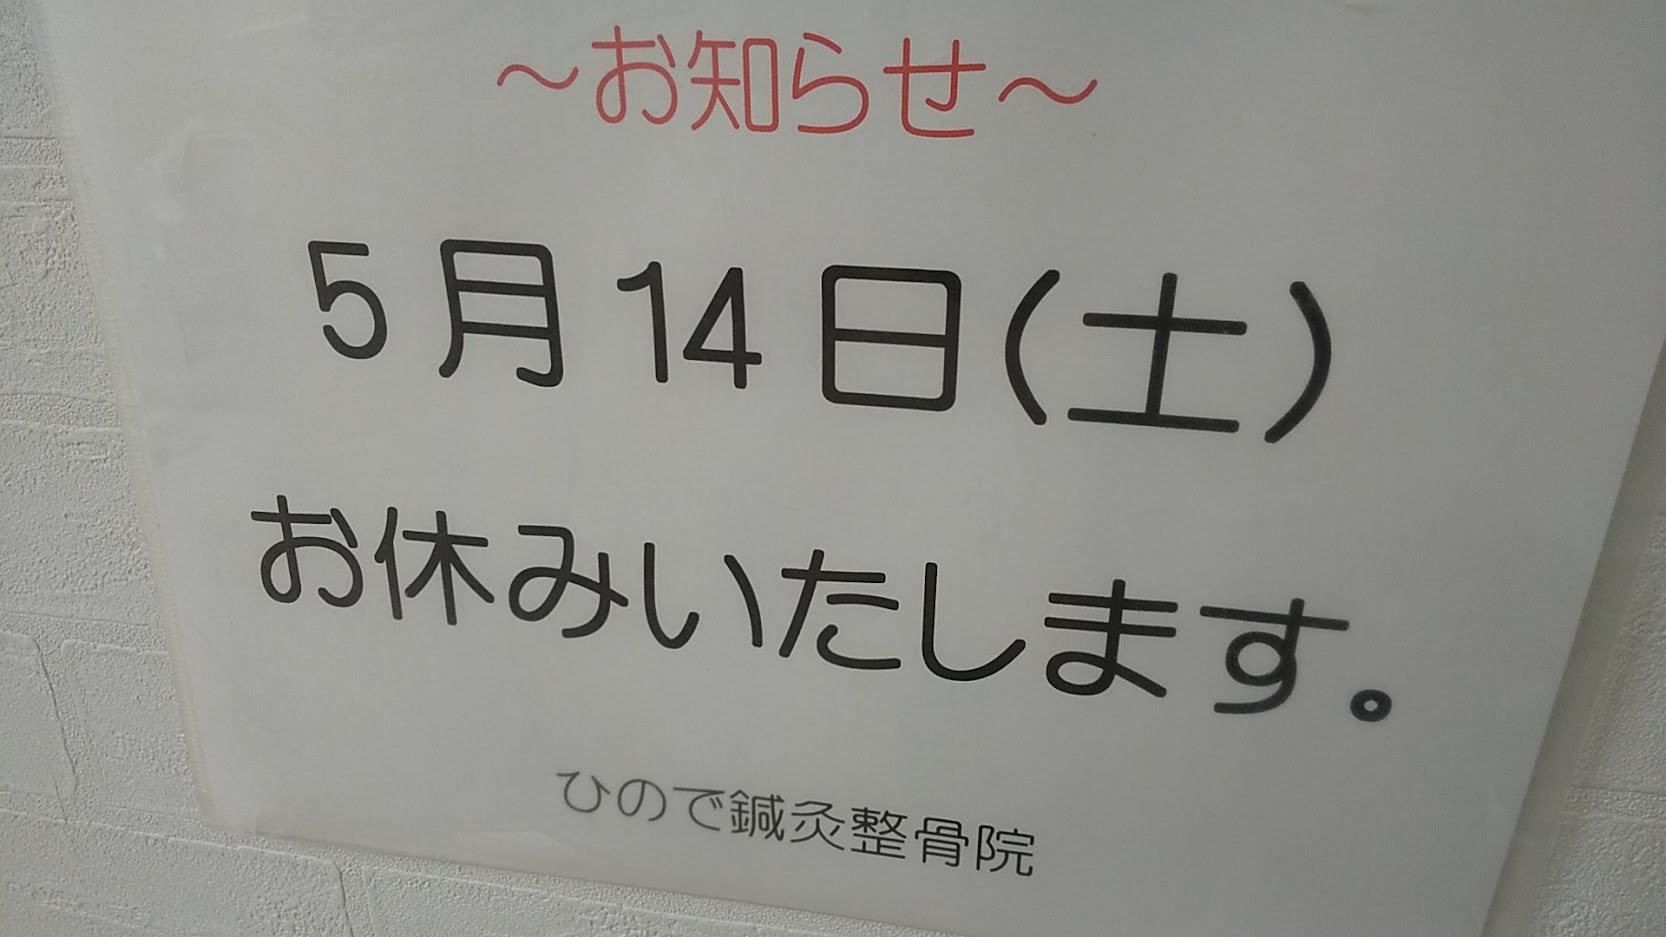 ～お知らせ～
5月14日(土)
お休みいたします。
ひので鍼灸整骨院